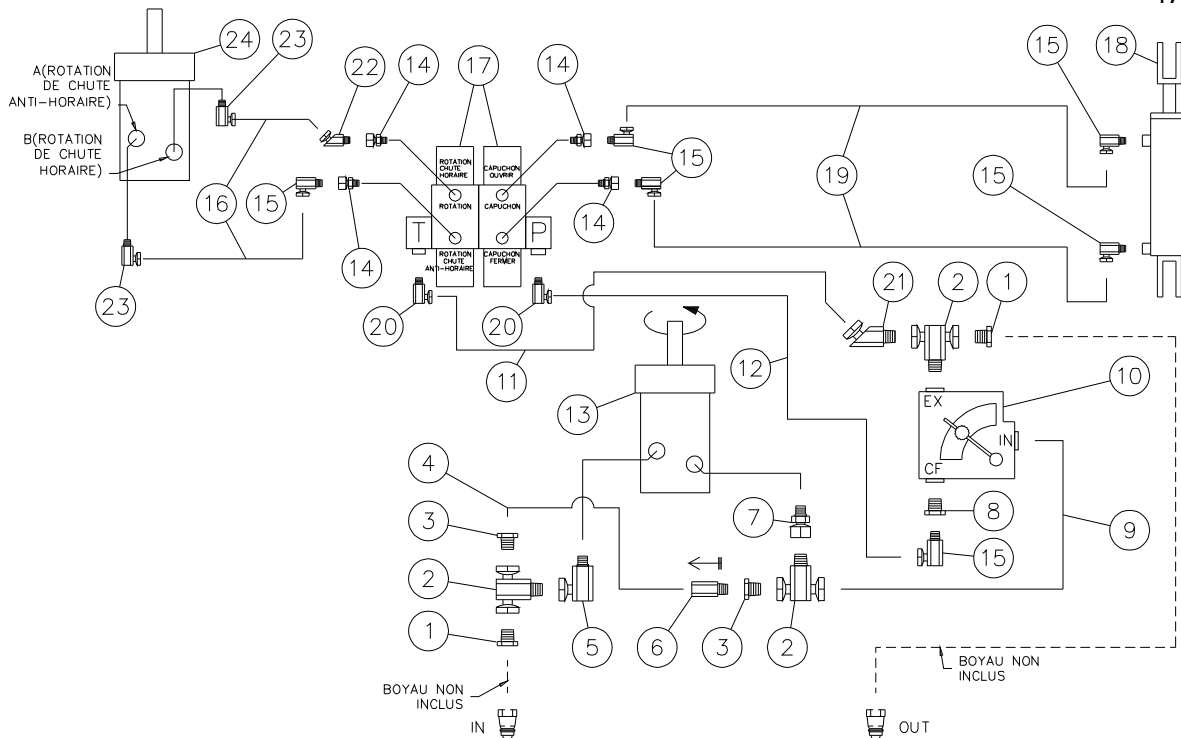 24
23
22
14
17
14
15
18
A(ROTATION
DE CHUTE
ANTI-HORAIRE)
B(ROTATION
DE CHUTE
HORAIRE)
ROTATION
CHUTE
HORAIRE
CAPUCHON
OUVRIR
15
16
15
ROTATION
CAPUCHON
19
15
T
P
14
ROTATION
CHUTE
ANTI-HORAIRE
CAPUCHON
FERMER
14
23
20
20
21
2
1
11
12
13
10
EX
IN
CF
4
3
7
8
9
2
15
1
5
6
3
2
BOYAU NON
INCLUS
BOYAU NON
INCLUS
IN
OUT